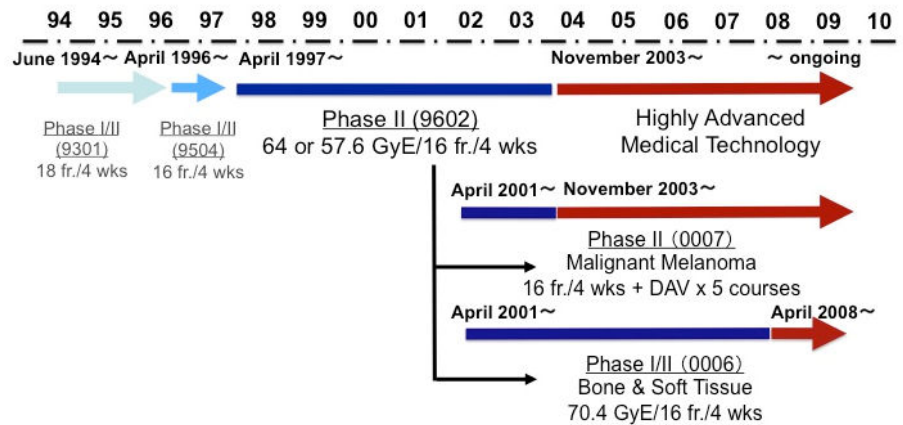 94 95 96 97 98 99 00 01 02 03 04 05 06 07 08 09 10
June 1994～ April 1996～ April 1997～ November 2003～ ～ ongoing
Phase I/II
(9301)
18 fr./4 wks
Phase I/II
(9504)
16 fr./4 wks
Phase II (9602)
64 or 57.6 GyE/16 fr./4 wks
Highly Advanced
Medical Technology
April 2001～ November 2003～
Phase II (0007)
Malignant Melanoma
16 fr./4 wks + DAV x 5 courses
April 2001～ April 2008～
Phase I/II (0006)
Bone & Soft Tissue
70.4 GyE/16 fr./4 wks